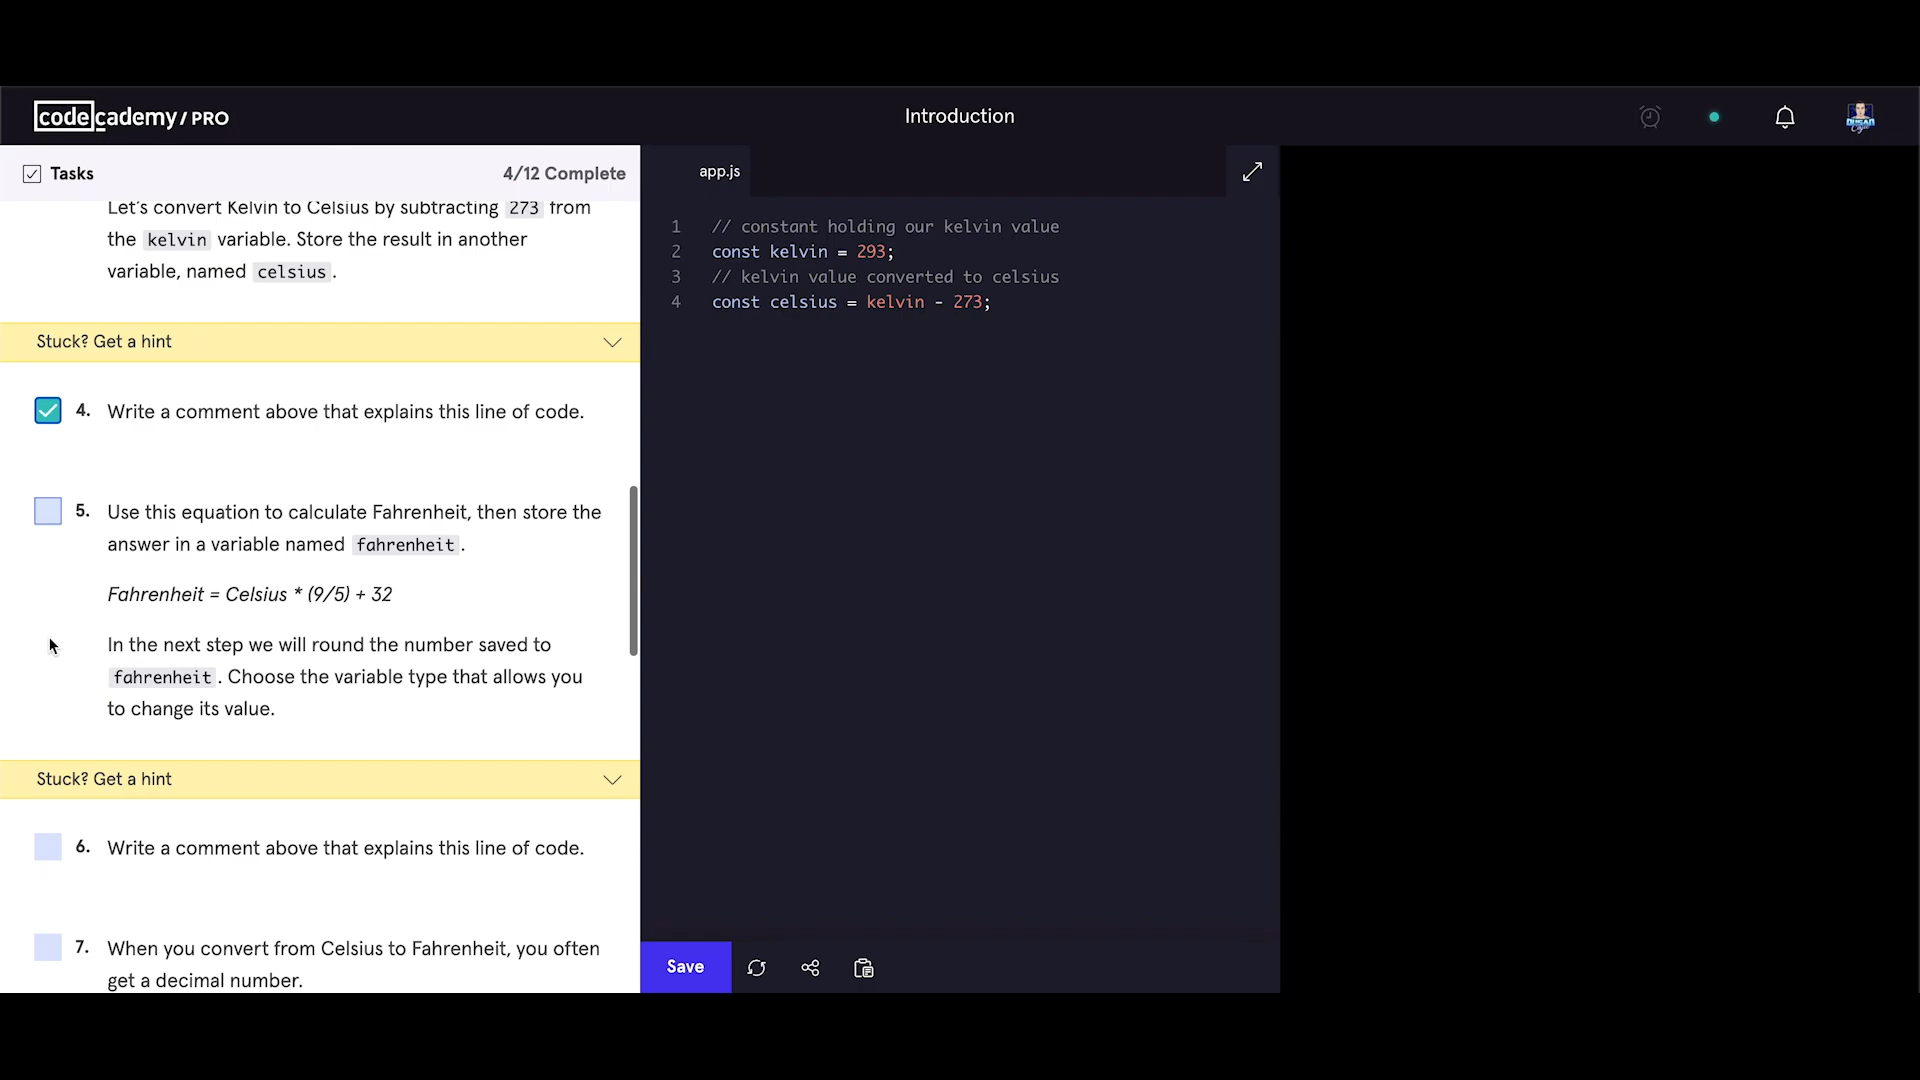 codecademy/PRO
Introduction
Tasks
4/12 Complete
Let's convert Kelvin to Celsius by subtracting 273 from
the kelvin variable. Store the result in another
variable, named celsius.
Stuck? Get a hint
4. Write a comment above that explains this line of code.
5. Use this equation to calculate Fahrenheit, then store the
answer in a variable named fahrenheit.
Fahrenheit = Celsius * (9/5) + 32
In the next step we will round the number saved to
fahrenheit. Choose the variable type that allows you
to change its value.
Stuck? Get a hint
6. Write a comment above that explains this line of code.
7. When you convert from Celsius to Fahrenheit, you often
get a decimal number.
app.js
1 // constant holding our kelvin value
2 const kelvin = 293;
3 // kelvin value converted to celsius
4 const celsius = kelvin - 273;
Save